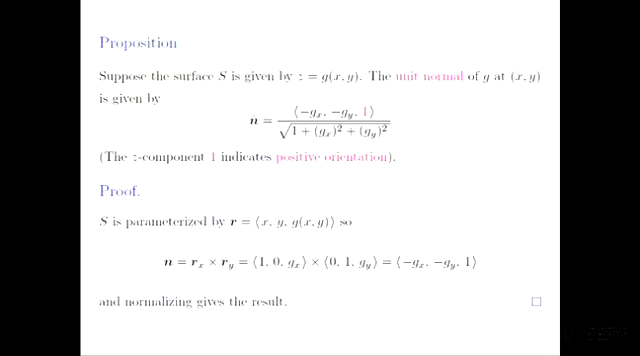 Proposition
Suppose the surface S is given by z = g(x, y). The unit normal of g at (x, y)
is given by
n = ⟨−g_x, −g_y, 1⟩ / √(1 + (g_x)² + (g_y)²)
(The z-component 1 indicates positive orientation).
Proof.
S is parameterized by r = ⟨x, y, g(x, y)⟩ so
n = r_x × r_y = ⟨1, 0, g_x⟩ × ⟨0, 1, g_y⟩ = ⟨−g_x, −g_y, 1⟩
and normalizing gives the result. □